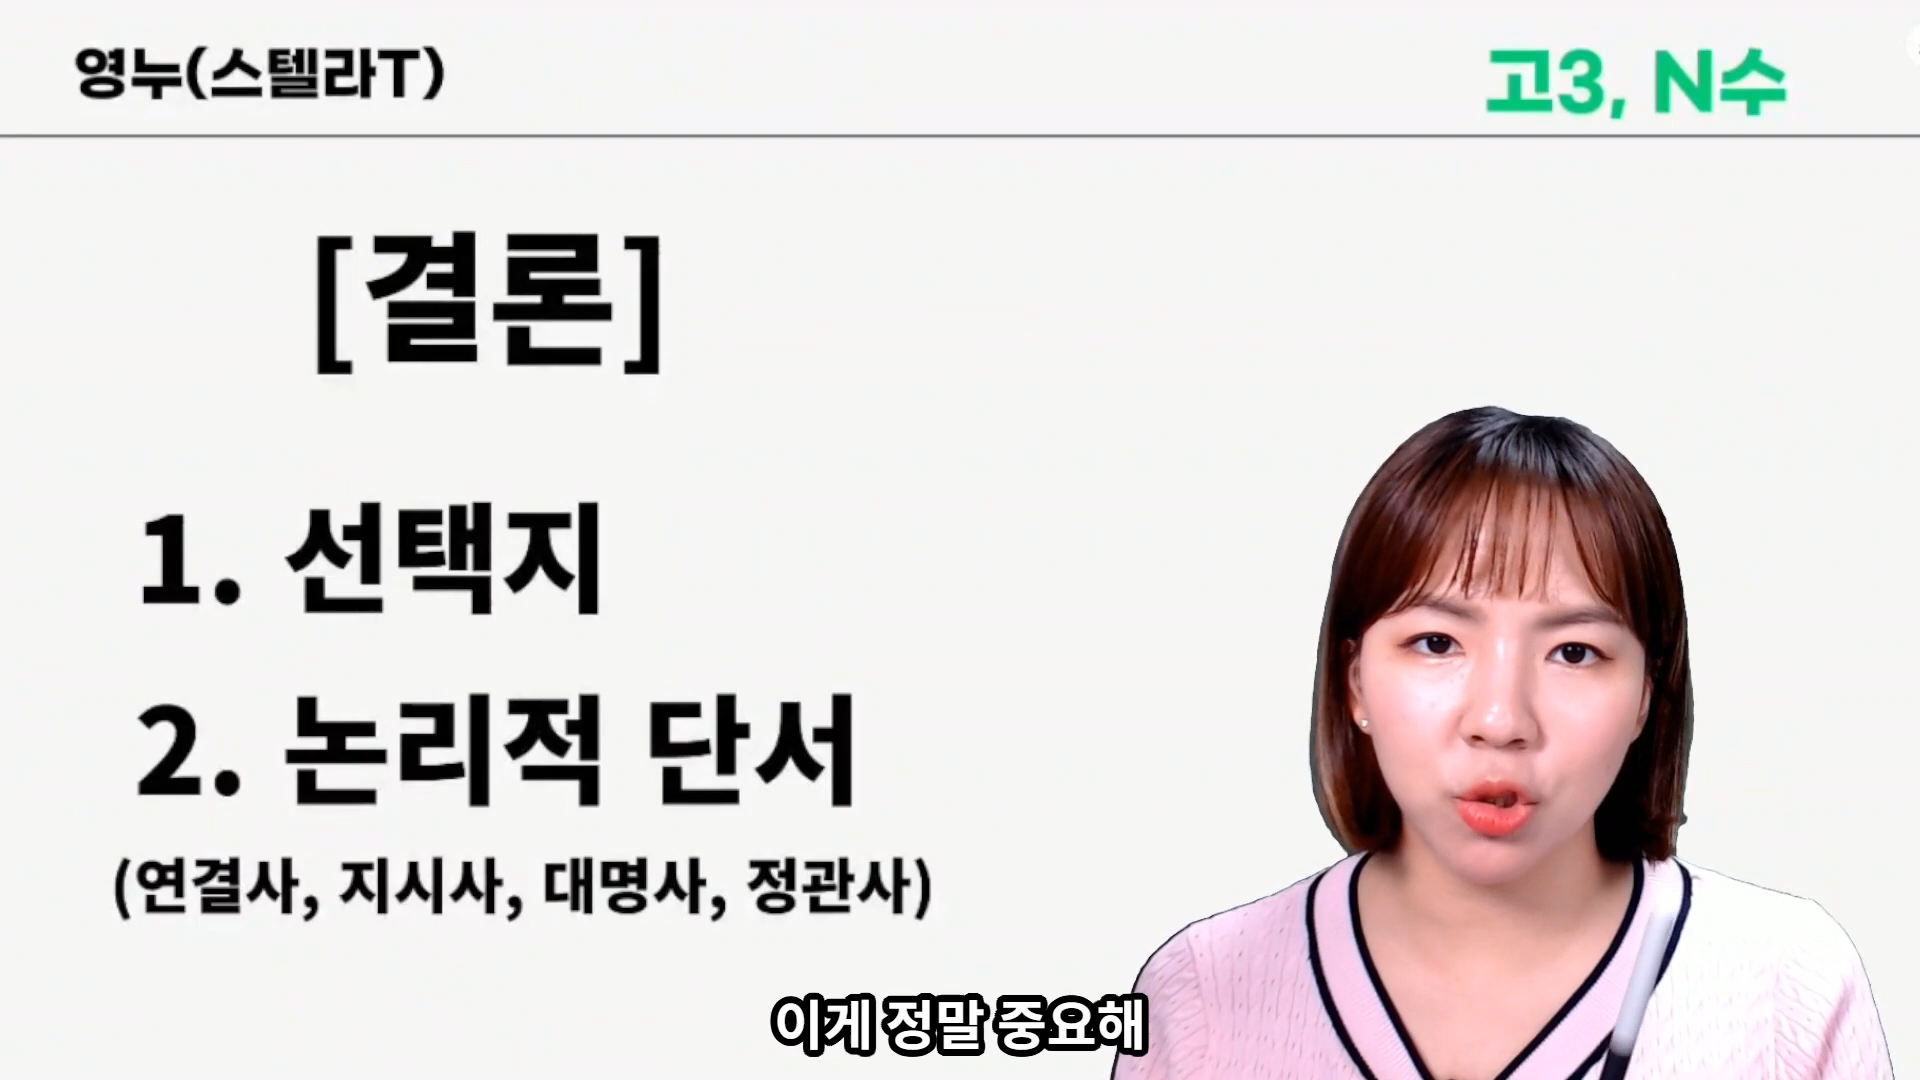 영누(스텔라T)
고3, N수
[결론]
1. 선택지
2. 논리적 단서
(연결사, 지시사, 대명사, 정관사)
이게 정말 중요해